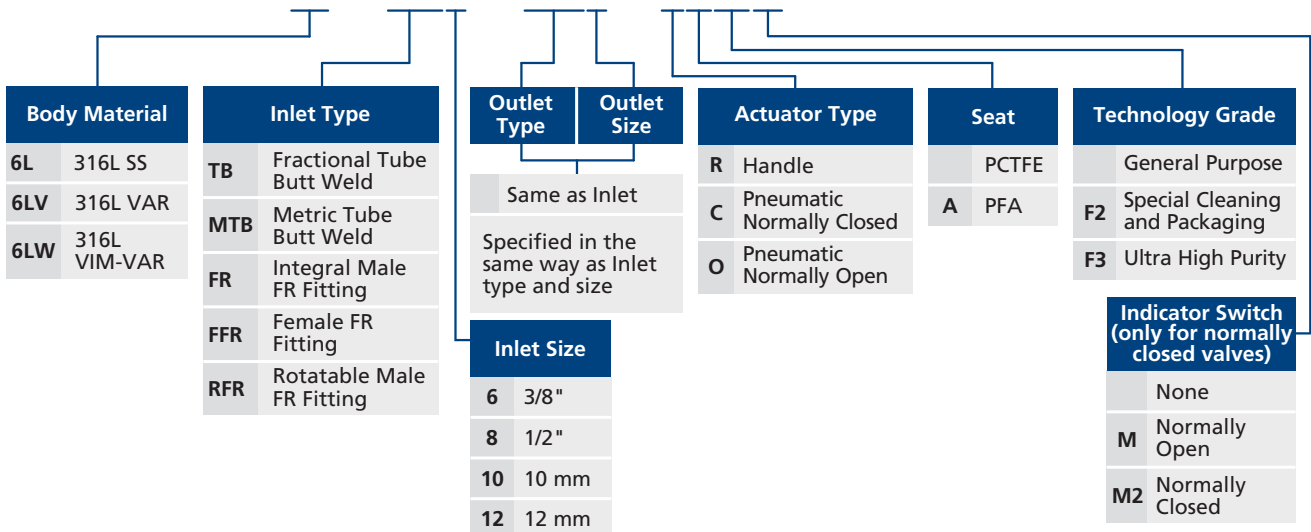 Body Material
6L 316L SS
6LV 316L VAR
6LW 316L
VIM-VAR
Inlet Type
TB Fractional Tube
Butt Weld
MTB Metric Tube
Butt Weld
FR Integral Male
FR Fitting
FFR Female FR
Fitting
RFR Rotatable Male
FR Fitting
Outlet
Type
Outlet
Size
Same as Inlet
Specified in the
same way as Inlet
type and size
Inlet Size
6 3/8"
8 1/2"
10 10 mm
12 12 mm
Actuator Type
R Handle
C Pneumatic
Normally Closed
O Pneumatic
Normally Open
Seat
PCTFE
A PFA
Technology Grade
General Purpose
F2 Special Cleaning
and Packaging
F3 Ultra High Purity
Indicator Switch
(only for normally
closed valves)
None
M Normally
Open
M2 Normally
Closed